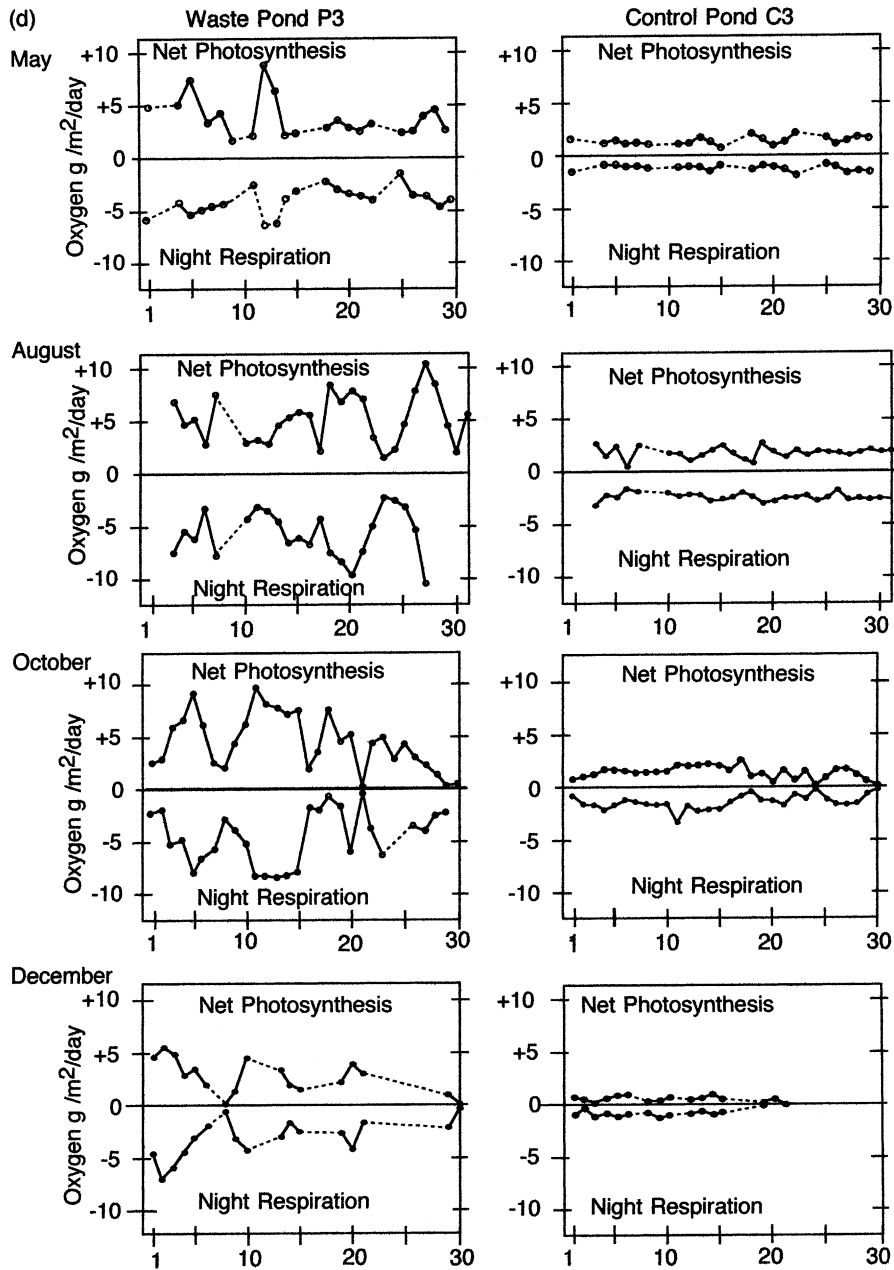 (d) Waste Pond P3 Control Pond C3
May
Oxygen g /m²/day
+10 Net Photosynthesis
+5
0
-5
-10 Night Respiration
1 10 20 30
+10 Net Photosynthesis
+5
0
-5
-10 Night Respiration
1 10 20 30
August
Oxygen g /m²/day
+10 Net Photosynthesis
+5
0
-5
-10 Night Respiration
1 10 20 30
+10 Net Photosynthesis
+5
0
-5
-10 Night Respiration
1 10 20 30
October
Oxygen g /m²/day
+10 Net Photosynthesis
+5
0
-5
-10 Night Respiration
1 10 20 30
+10 Net Photosynthesis
+5
0
-5
-10 Night Respiration
1 10 20 30
December
Oxygen g /m²/day
+10 Net Photosynthesis
+5
0
-5
-10 Night Respiration
1 10 20 30
+10 Net Photosynthesis
+5
0
-5
-10 Night Respiration
1 10 20 30